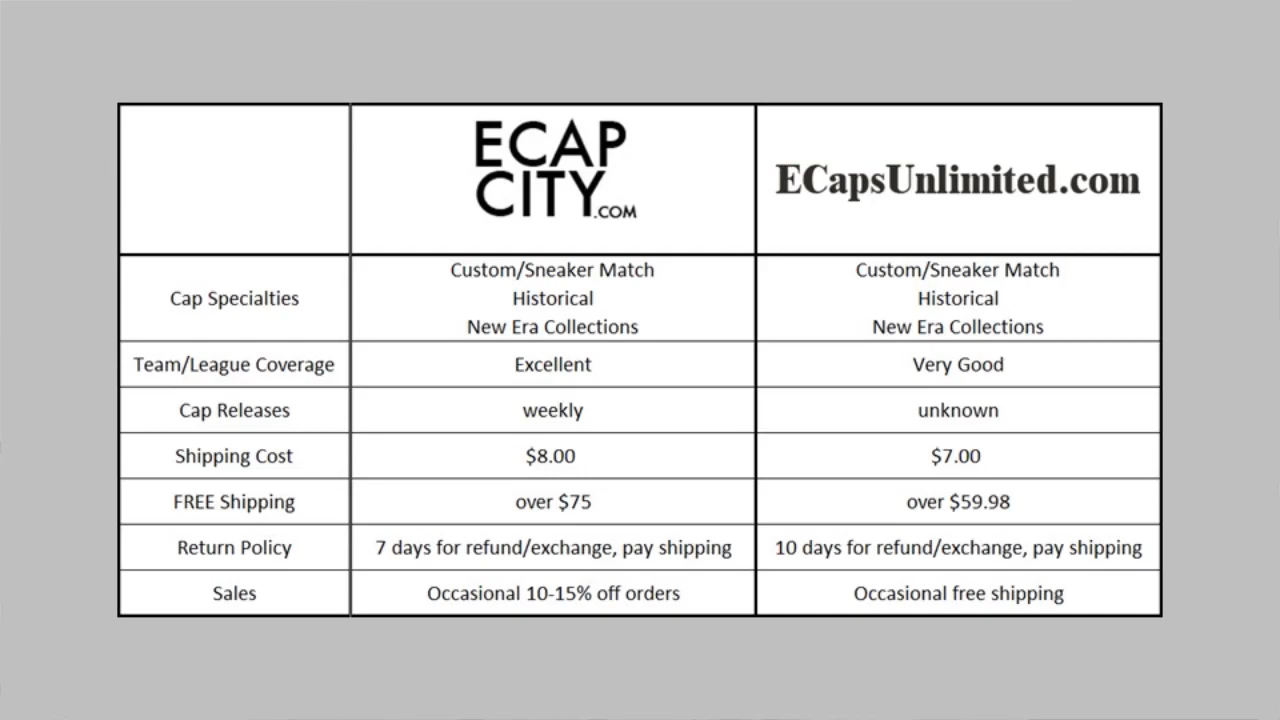 ECAP
CITY.COM
ECapsUnlimited.com
Cap Specialties
Custom/Sneaker Match
Historical
New Era Collections
Custom/Sneaker Match
Historical
New Era Collections
Team/League Coverage
Excellent
Very Good
Cap Releases
weekly
unknown
Shipping Cost
$8.00
$7.00
FREE Shipping
over $75
over $59.98
Return Policy
7 days for refund/exchange, pay shipping
10 days for refund/exchange, pay shipping
Sales
Occasional 10-15% off orders
Occasional free shipping